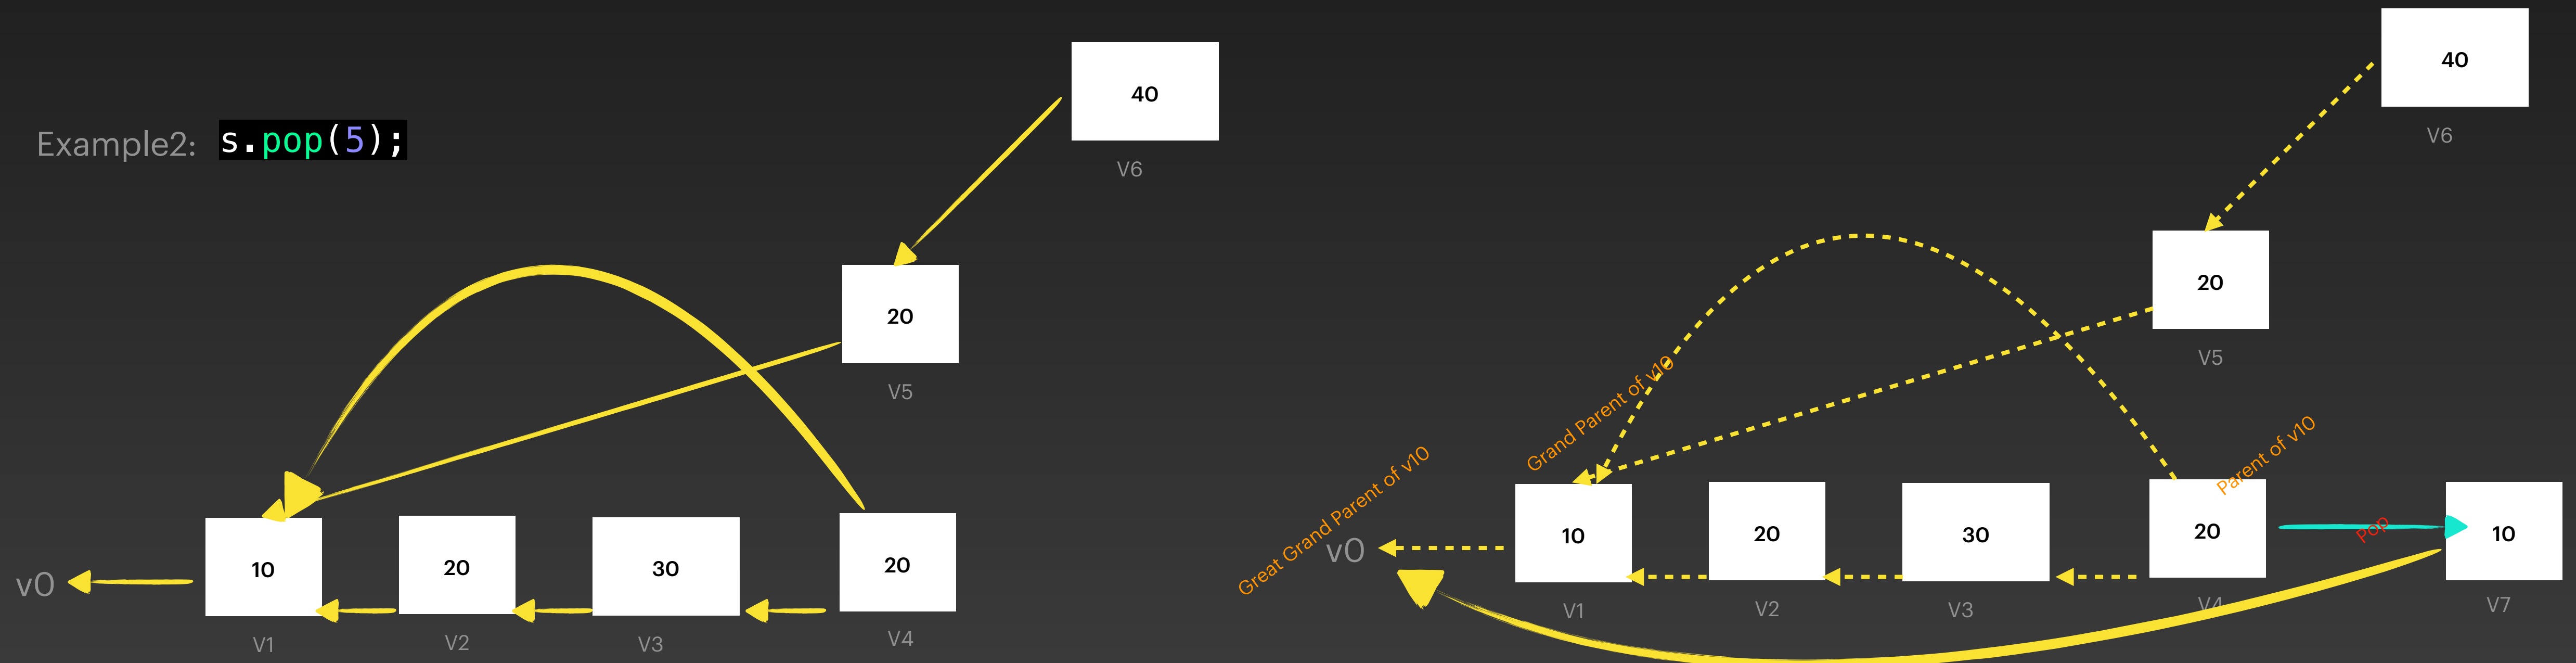 Example2: s.pop(5);
40
V6
20
V5
v0
10
20
30
20
V1
V2
V3
V4
40
V6
20
V5
Great Grand Parent of v10
Grand Parent of v10
Parent of v10
v0
10
20
30
20
Pop
10
V1
V2
V3
V4
V7